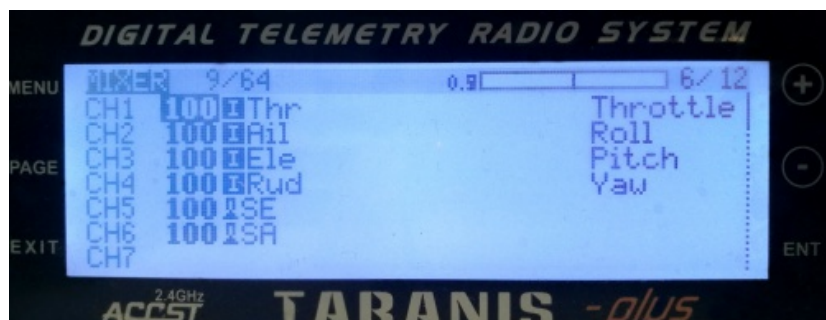 DIGITAL TELEMETRY RADIO SYSTEM
MENU MIXER 9/64 0.9 6/12 +
CH1 100 I Thr Throttle
CH2 100 I Ail Roll
PAGE CH3 100 I Ele Pitch -
CH4 100 I Rud Yaw
CH5 100 SE
CH6 100 SA
EXIT CH7 ENT
ACCST 2.4GHz TARANIS -plus